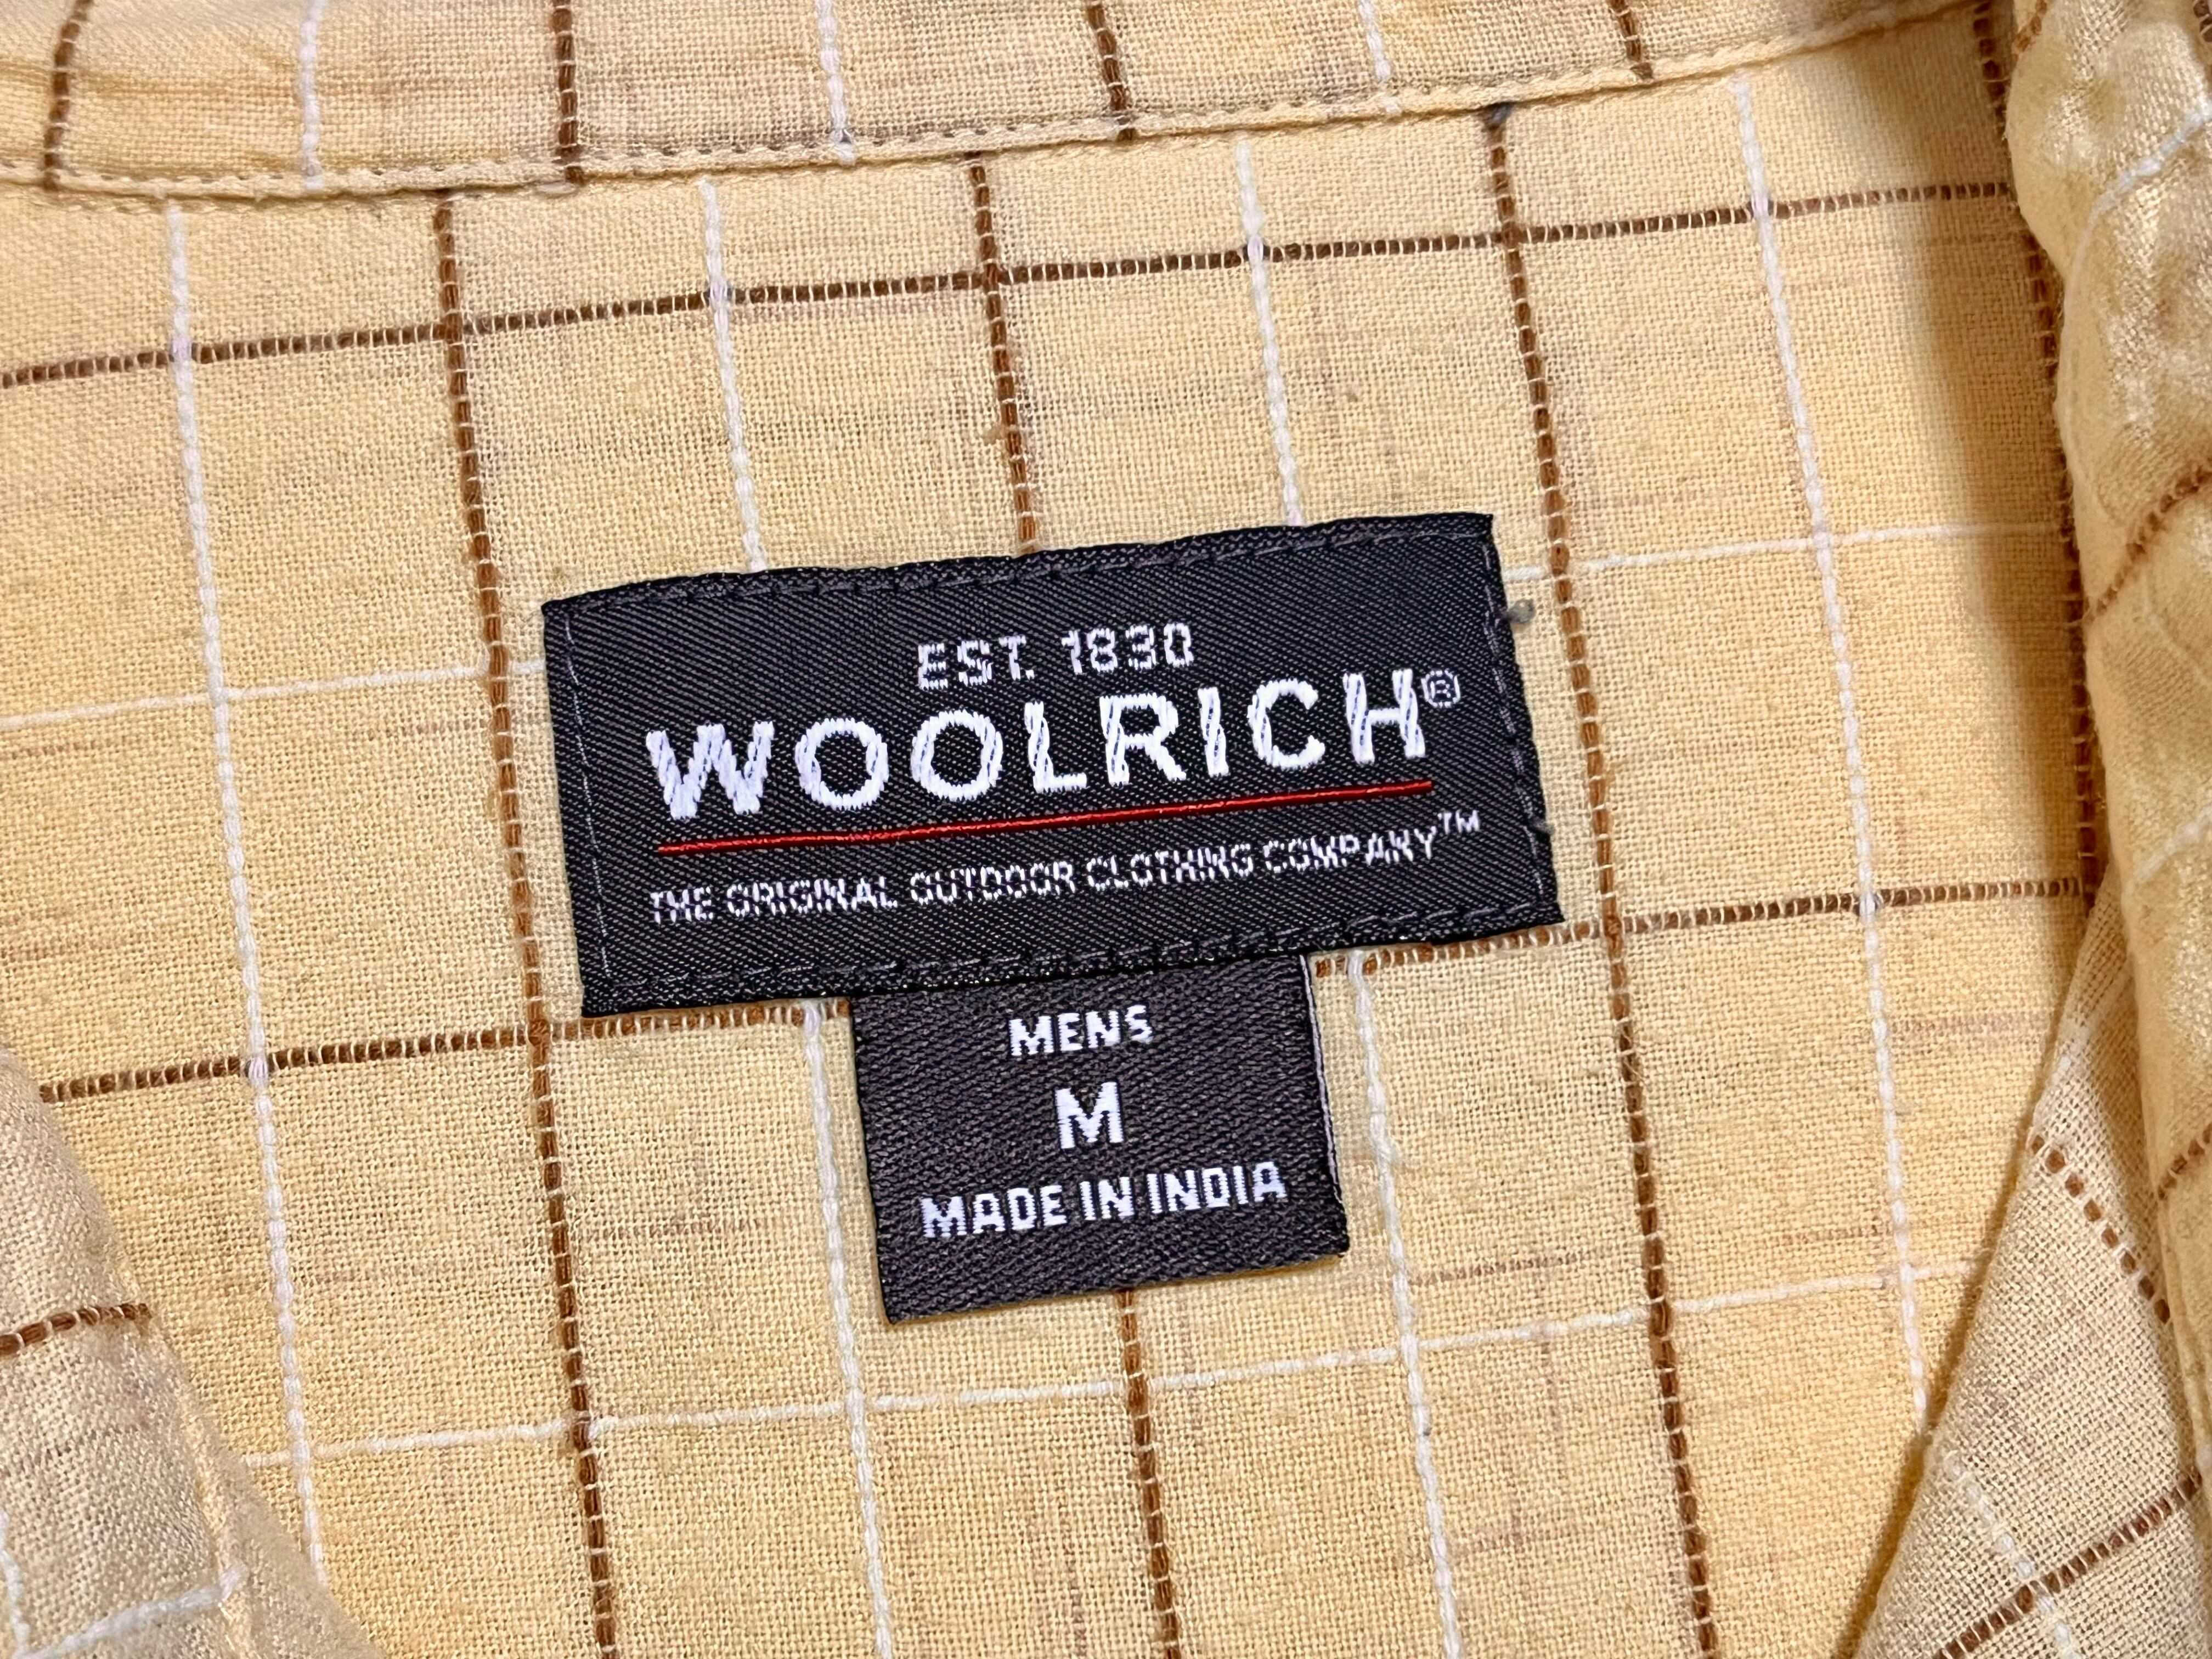 EST. 1830
WOOLRICH®
THE ORIGINAL OUTDOOR CLOTHING COMPANY™
MENS
M
MADE IN INDIA